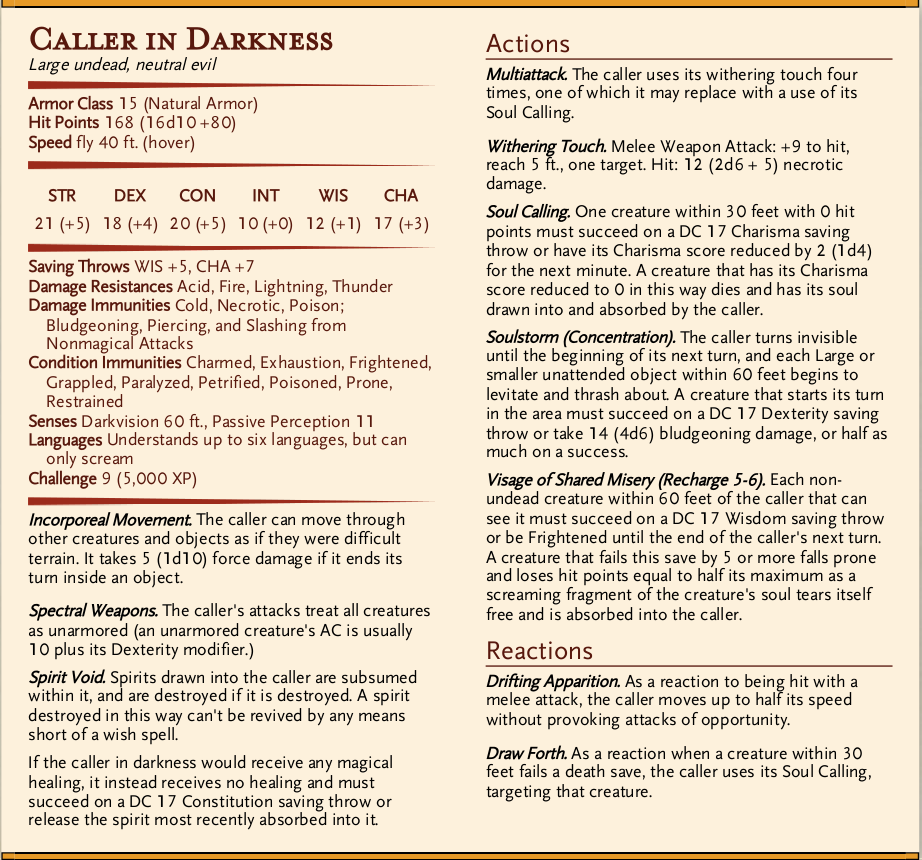 Caller in Darkness
Large undead, neutral evil
Armor Class 15 (Natural Armor)
Hit Points 168 (16d10 +80)
Speed fly 40 ft. (hover)
STR DEX CON INT WIS CHA
21 (+5) 18 (+4) 20 (+5) 10 (+0) 12 (+1) 17 (+3)
Saving Throws WIS +5, CHA +7
Damage Resistances Acid, Fire, Lightning, Thunder
Damage Immunities Cold, Necrotic, Poison;
Bludgeoning, Piercing, and Slashing from
Nonmagical Attacks
Condition Immunities Charmed, Exhaustion, Frightened,
Grappled, Paralyzed, Petrified, Poisoned, Prone,
Restrained
Senses Darkvision 60 ft., Passive Perception 11
Languages Understands up to six languages, but can
only scream
Challenge 9 (5,000 XP)
Incorporeal Movement. The caller can move through
other creatures and objects as if they were difficult
terrain. It takes 5 (1d10) force damage if it ends its
turn inside an object.
Spectral Weapons. The caller's attacks treat all creatures
as unarmored (an unarmored creature's AC is usually
10 plus its Dexterity modifier.)
Spirit Void. Spirits drawn into the caller are subsumed
within it, and are destroyed if it is destroyed. A spirit
destroyed in this way can't be revived by any means
short of a wish spell.
If the caller in darkness would receive any magical
healing, it instead receives no healing and must
succeed on a DC 17 Constitution saving throw or
release the spirit most recently absorbed into it.
Actions
Multiattack. The caller uses its withering touch four
times, one of which it may replace with a use of its
Soul Calling.
Withering Touch. Melee Weapon Attack: +9 to hit,
reach 5 ft., one target. Hit: 12 (2d6 + 5) necrotic
damage.
Soul Calling. One creature within 30 feet with 0 hit
points must succeed on a DC 17 Charisma saving
throw or have its Charisma score reduced by 2 (1d4)
for the next minute. A creature that has its Charisma
score reduced to 0 in this way dies and has its soul
drawn into and absorbed by the caller.
Soulstorm (Concentration). The caller turns invisible
until the beginning of its next turn, and each Large or
smaller unattended object within 60 feet begins to
levitate and thrash about. A creature that starts its turn
in the area must succeed on a DC 17 Dexterity saving
throw or take 14 (4d6) bludgeoning damage, or half as
much on a success.
Visage of Shared Misery (Recharge 5-6). Each non-
undead creature within 60 feet of the caller that can
see it must succeed on a DC 17 Wisdom saving throw
or be Frightened until the end of the caller's next turn.
A creature that fails this save by 5 or more falls prone
and loses hit points equal to half its maximum as a
screaming fragment of the creature's soul tears itself
free and is absorbed into the caller.
Reactions
Drifting Apparition. As a reaction to being hit with a
melee attack, the caller moves up to half its speed
without provoking attacks of opportunity.
Draw Forth. As a reaction when a creature within 30
feet fails a death save, the caller uses its Soul Calling,
targeting that creature.